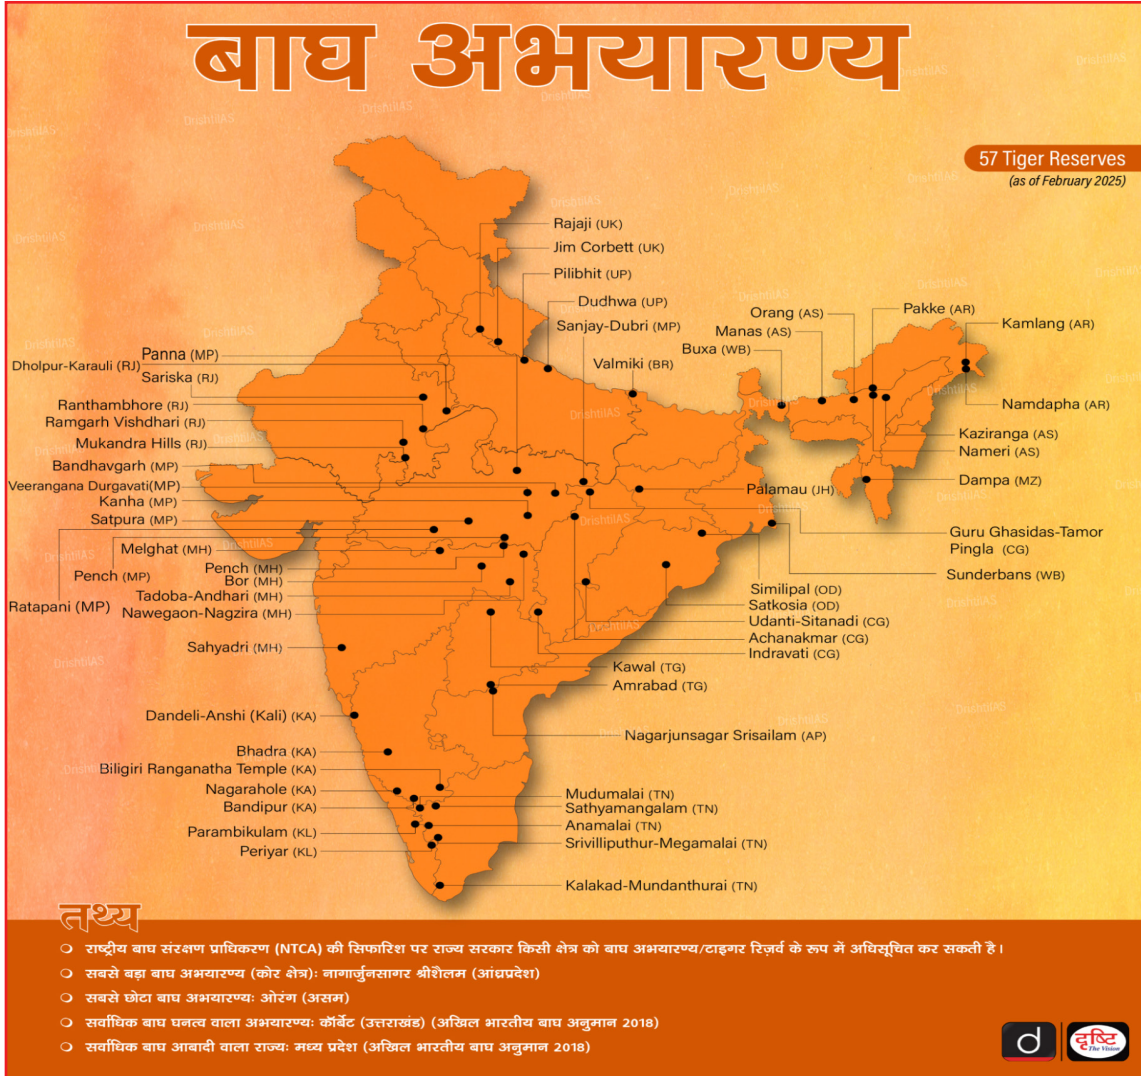 बाघ अभयारण्य
57 Tiger Reserves
(as of February 2025)
Rajaji (UK)
Jim Corbett (UK)
Pilibhit (UP)
Dudhwa (UP)
Sanjay-Dubri (MP)
Valmiki (BR)
Orang (AS)
Manas (AS)
Buxa (WB)
Pakke (AR)
Kamlang (AR)
Namdapha (AR)
Kaziranga (AS)
Nameri (AS)
Dampa (MZ)
Panna (MP)
Dholpur-Karauli (RJ)
Sariska (RJ)
Ranthambhore (RJ)
Ramgarh Vishdhari (RJ)
Mukandra Hills (RJ)
Bandhavgarh (MP)
Veerangana Durgavati(MP)
Kanha (MP)
Satpura (MP)
Melghat (MH)
Pench (MP)
Pench (MH)
Bor (MH)
Tadoba-Andhari (MH)
Ratapani (MP)
Nawegaon-Nagzira (MH)
Sahyadri (MH)
Dandeli-Anshi (Kali) (KA)
Bhadra (KA)
Biligiri Ranganatha Temple (KA)
Nagarahole (KA)
Bandipur (KA)
Parambikulam (KL)
Periyar (KL)
Palamau (JH)
Guru Ghasidas-Tamor
Pingla (CG)
Sunderbans (WB)
Similipal (OD)
Satkosia (OD)
Udanti-Sitanadi (CG)
Achanakmar (CG)
Indravati (CG)
Kawal (TG)
Amrabad (TG)
Nagarjunsagar Srisailam (AP)
Mudumalai (TN)
Sathyamangalam (TN)
Anamalai (TN)
Srivilliputhur-Megamalai (TN)
Kalakad-Mundanthurai (TN)
तथ्य
राष्ट्रीय बाघ संरक्षण प्राधिकरण (NTCA) की सिफारिश पर राज्य सरकार किसी क्षेत्र को बाघ अभयारण्य/टाइगर रिज़र्व के रूप में अधिसूचित कर सकती है।
सबसे बड़ा बाघ अभयारण्य (कोर क्षेत्र): नागार्जुनसागर श्रीशैलम (आंध्रप्रदेश)
सबसे छोटा बाघ अभयारण्यः ओरंग (असम)
सर्वाधिक बाघ घनत्व वाला अभयारण्यः कॉर्बेट (उत्तराखंड) (अखिल भारतीय बाघ अनुमान 2018)
सर्वाधिक बाघ आबादी वाला राज्यः मध्य प्रदेश (अखिल भारतीय बाघ अनुमान 2018)
d
दृष्टि
The Vision
DrishtiIAS